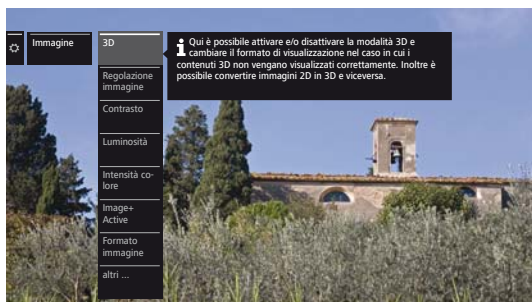 Immagine
3D
Qui è possibile attivare e/o disattivare la modalità 3D e
cambiare il formato di visualizzazione nel caso in cui i
contenuti 3D non vengano visualizzati correttamente. Inoltre è
possibile convertire immagini 2D in 3D e viceversa.
Regolazione
immagine
Contrasto
Luminosità
Intensità co-
lore
Image+
Active
Formato
immagine
altri ...